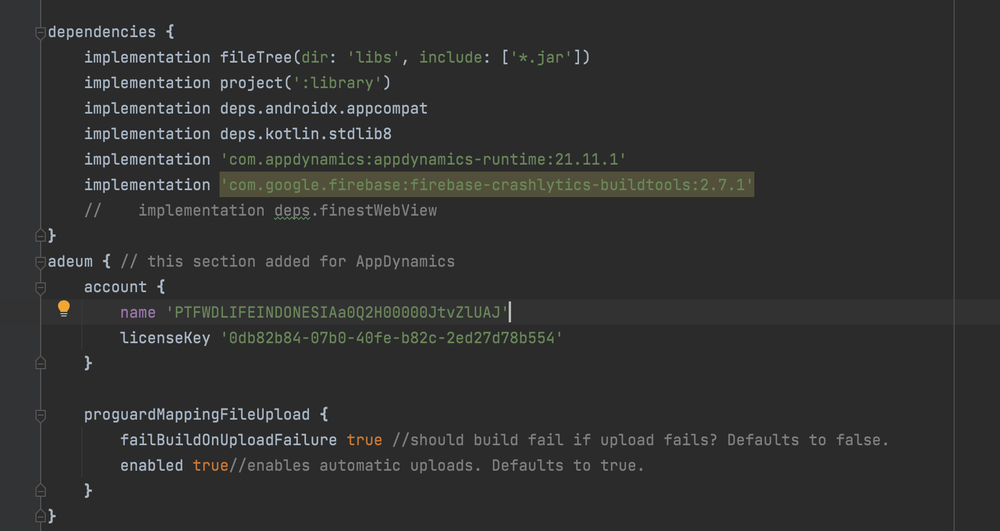 dependencies {
implementation fileTree(dir: 'libs', include: ['*.jar'])
implementation project(':library')
implementation deps.androidx.appcompat
implementation deps.kotlin.stdlib8
implementation 'com.appdynamics:appdynamics-runtime:21.11.1'
implementation 'com.google.firebase:firebase-crashlytics-buildtools:2.7.1'
//    implementation deps.finestWebView
}
adeum { // this section added for AppDynamics
account {
name 'PTFWDLIFEINDONESIAa0Q2H00000JtvZlUAJ'
licenseKey '0db82b84-07b0-40fe-b82c-2ed27d78b554'
}
proguardMappingFileUpload {
failBuildOnUploadFailure true //should build fail if upload fails? Defaults to false.
enabled true//enables automatic uploads. Defaults to true.
}
}